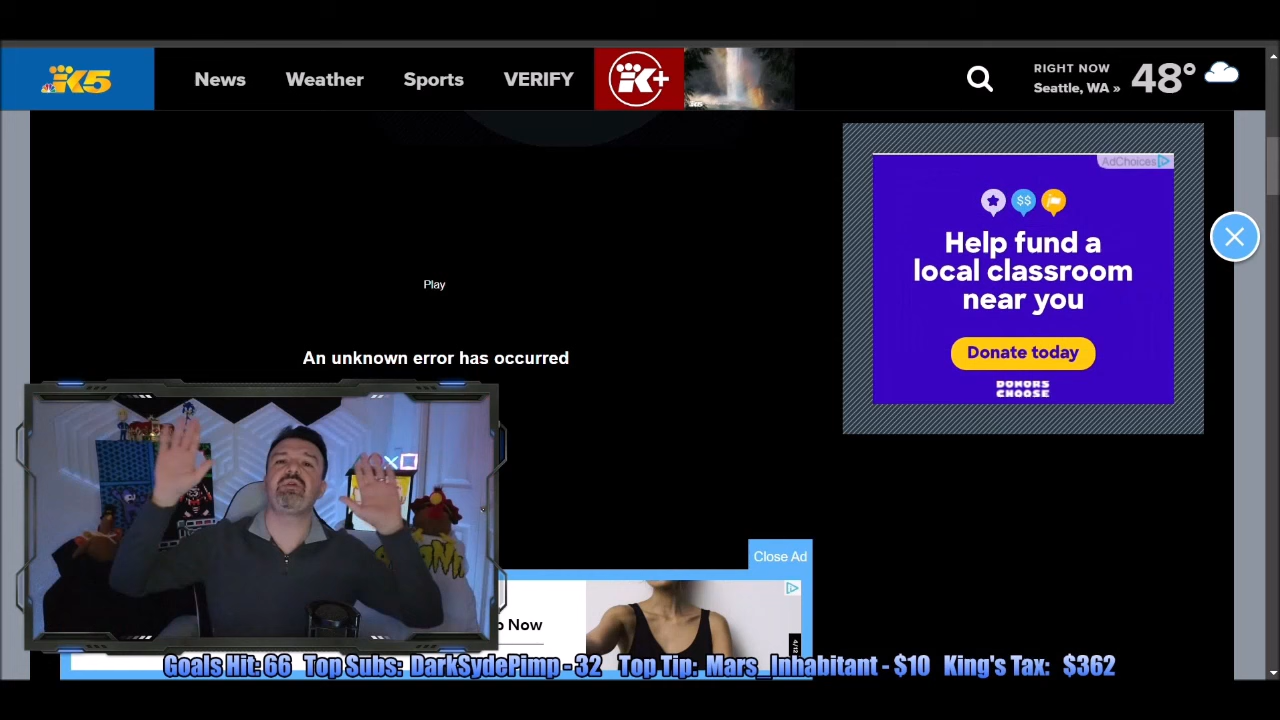 K5
News
Weather
Sports
VERIFY
K+
RIGHT NOW
Seattle, WA »
48°
AdChoices
$$
Help fund a
local classroom
near you
Donate today
DONORS
CHOOSE
Play
An unknown error has occurred
Close Ad
Now
Goals Hit: 66 Top Subs: DarkSydePimp - 32 Top Tip: Mars_Inhabitant - $10 King's Tax: $362